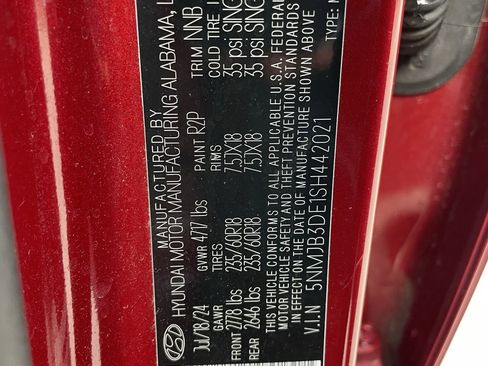 MANUFACTURED BY
HYUNDAI MOTOR MANUFACTURING ALABAMA, L
Jul/18/24 GVWR 4717 lbs PAINT R2P TRIM NNB
GAWR TIRES RIMS COLD TIRE
FRONT 2778 lbs 235/60R18 7.5JX18 35 psi SING
REAR 2646 lbs 235/60R18 7.5JX18 35 psi SING
THIS VEHICLE CONFORMS TO ALL APPLICABLE U.S.A. FEDERAL
MOTOR VEHICLE SAFETY AND THEFT PREVENTION STANDARDS
IN EFFECT ON THE DATE OF MANUFACTURE SHOWN ABOVE
V.I.N 5NMJB3DE1SH442021 TYPE: